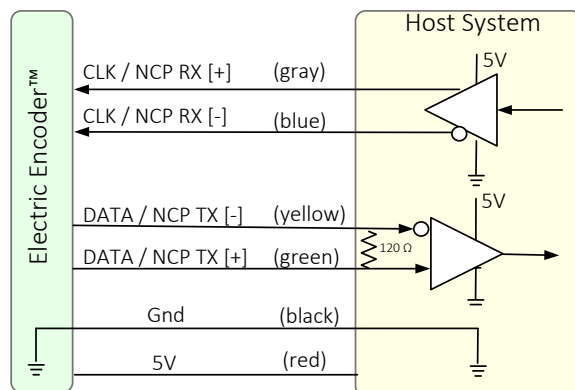 Host System
5V
CLK / NCP RX [+] (gray)
CLK / NCP RX [-] (blue)
5V
DATA / NCP TX [-] (yellow)
120 Ω
DATA / NCP TX [+] (green)
Gnd (black)
5V (red)
Electric Encoder™